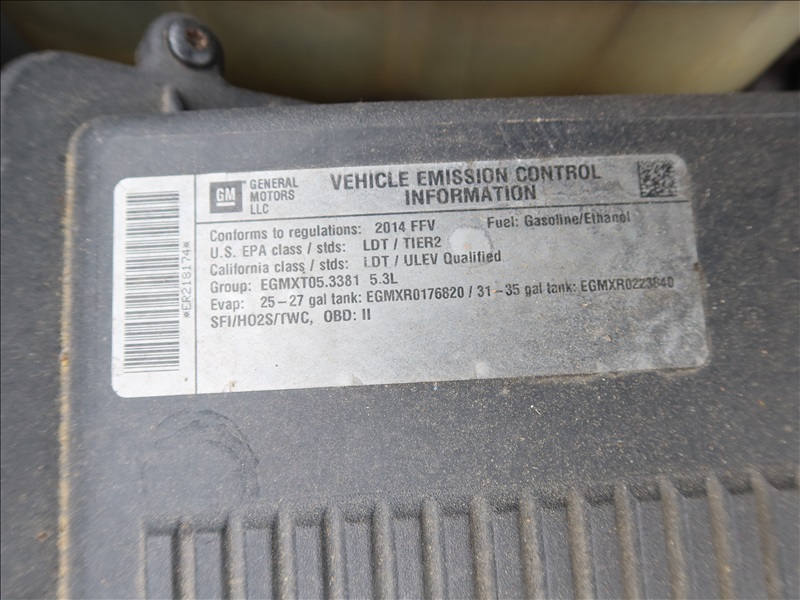 GM
GENERAL
MOTORS
LLC
VEHICLE EMISSION CONTROL
INFORMATION
Conforms to regulations: 2014 FFV Fuel: Gasoline/Ethanol
U.S. EPA class / stds: LDT / TIER2
California class / stds: LDT / ULEV Qualified
Group: EGMXT05.3381 5.3L
Evap: 25-27 gal tank: EGMXR0176820 / 31-35 gal tank: EGMXR0223840
SFI/HO2S/TWC, OBD: II
*ER218174*